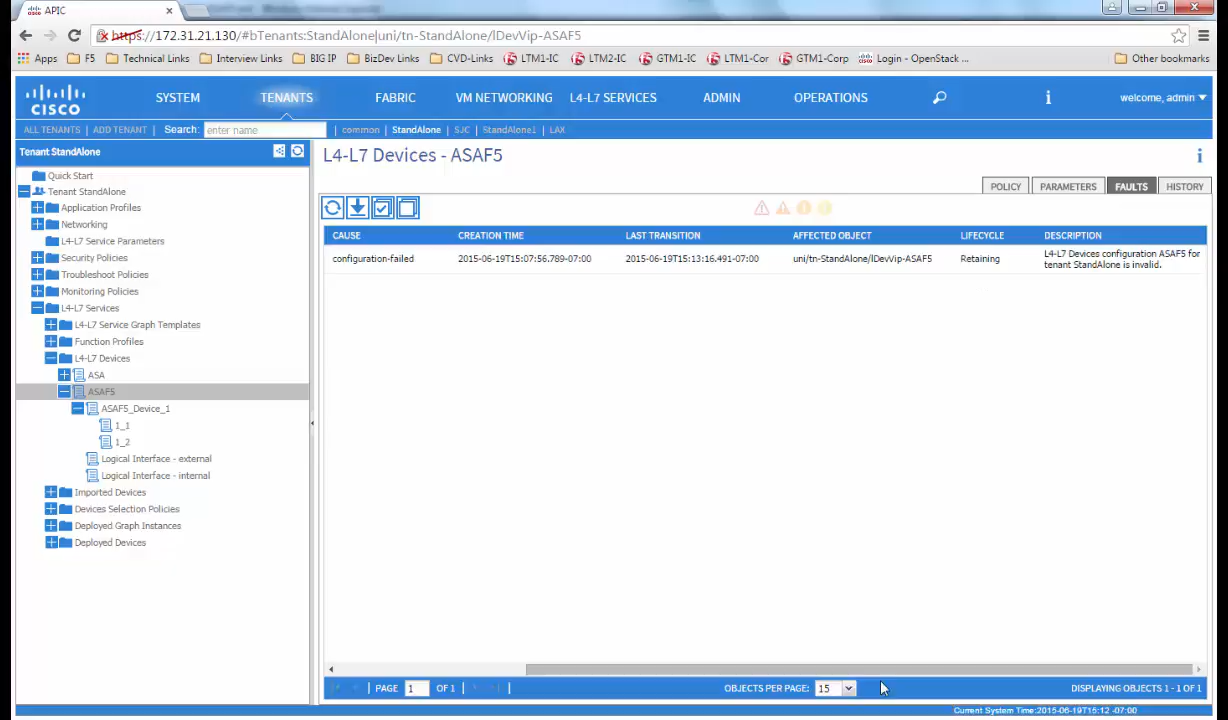 APIC
https://172.31.21.130/#bTenants:StandAlone|uni/tn-StandAlone/lDevVip-ASAF5
Apps F5 Technical Links Interview Links BIG IP BizDev Links CVD-Links LTM1-IC LTM2-IC GTM1-IC LTM1-Cor GTM1-Corp Login - OpenStack ... Other bookmarks
CISCO SYSTEM TENANTS FABRIC VM NETWORKING L4-L7 SERVICES ADMIN OPERATIONS i welcome, admin
ALL TENANTS | ADD TENANT | Search: enter name | common | StandAlone | SJC | StandAlone1 | LAX
Tenant StandAlone
Quick Start
Tenant StandAlone
Application Profiles
Networking
L4-L7 Service Parameters
Security Policies
Troubleshoot Policies
Monitoring Policies
L4-L7 Services
L4-L7 Service Graph Templates
Function Profiles
L4-L7 Devices
ASA
ASAF5
ASAF5_Device_1
1_1
1_2
Logical Interface - external
Logical Interface - internal
Imported Devices
Devices Selection Policies
Deployed Graph Instances
Deployed Devices
L4-L7 Devices - ASAF5 i
POLICY PARAMETERS FAULTS HISTORY
CAUSE CREATION TIME LAST TRANSITION AFFECTED OBJECT LIFECYCLE DESCRIPTION
configuration-failed 2015-06-19T15:07:56.789-07:00 2015-06-19T15:13:16.491-07:00 uni/tn-StandAlone/lDevVip-ASAF5 Retaining L4-L7 Devices configuration ASAF5 for
tenant StandAlone is invalid.
PAGE 1 OF 1 OBJECTS PER PAGE: 15 DISPLAYING OBJECTS 1 - 1 OF 1
Current System Time:2015-06-19T15:12 -07:00